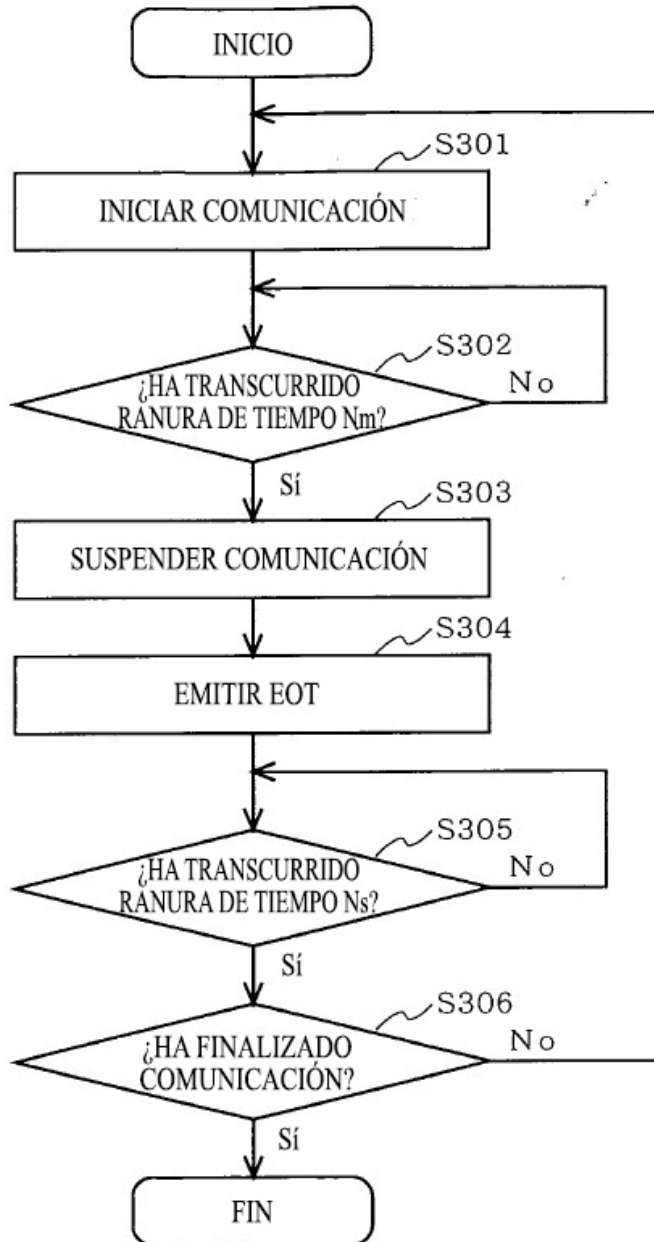 INICIO
S301
INICIAR COMUNICACIÓN
S302
¿HA TRANSCURRIDO
RANURA DE TIEMPO Nm?
No
Sí
S303
SUSPENDER COMUNICACIÓN
S304
EMITIR EOT
S305
¿HA TRANSCURRIDO
RANURA DE TIEMPO Ns?
No
Sí
S306
¿HA FINALIZADO
COMUNICACIÓN?
No
Sí
FIN